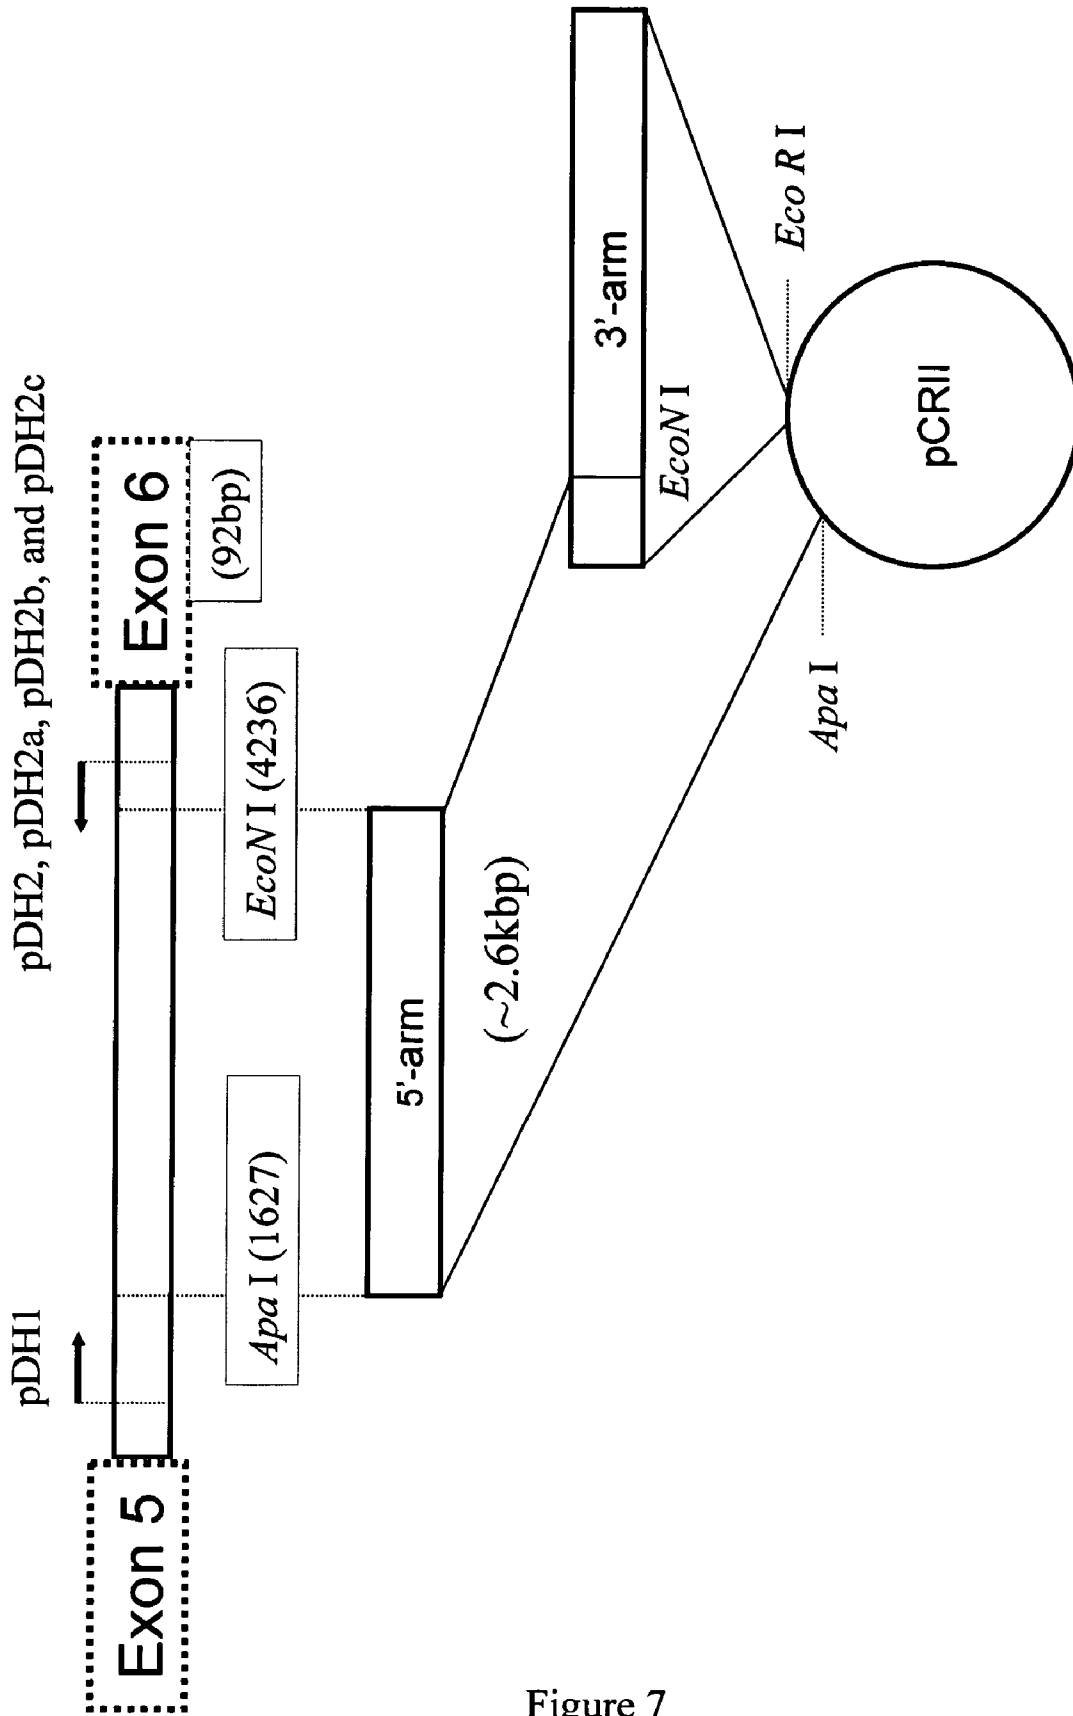 pDH1
pDH2, pDH2a, pDH2b, and pDH2c
Exon 5
Exon 6
(92bp)
Apa I (1627)
EcoN I (4236)
5'-arm
(~2.6kbp)
3'-arm
EcoN I
Apa I
Eco R I
pCRII
Figure 7